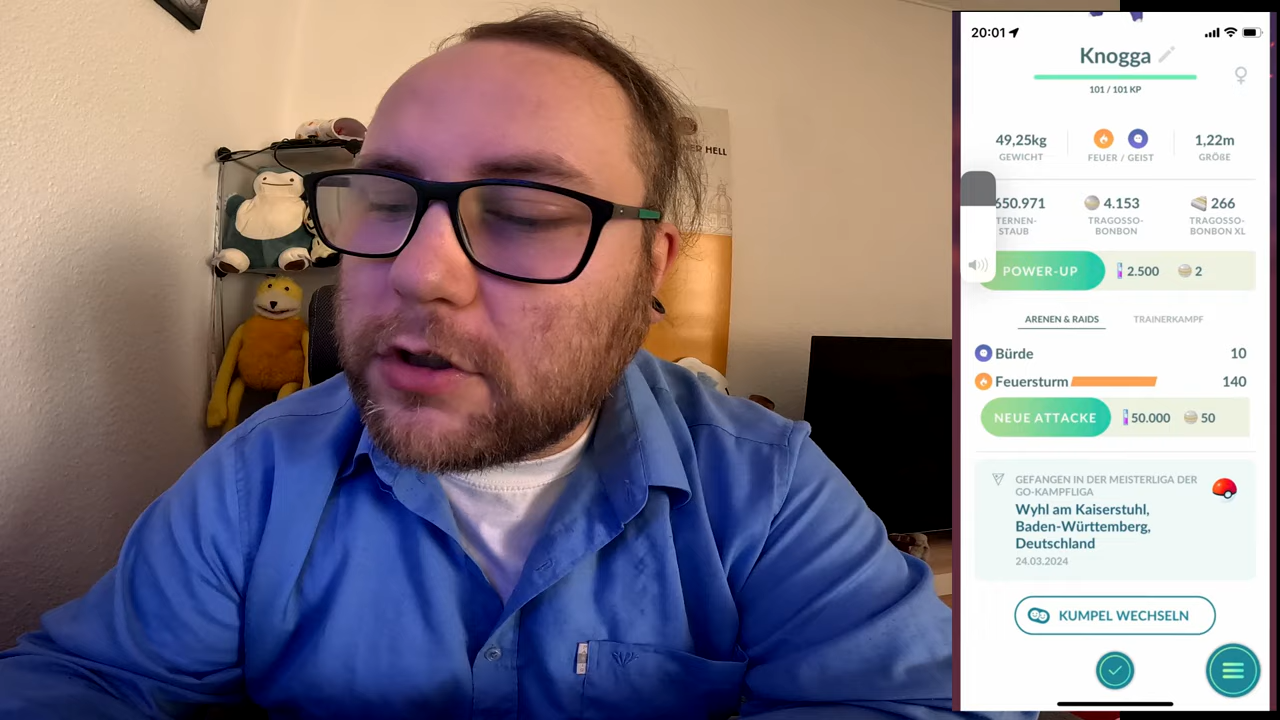 HELL
20:01
Knogga
101 / 101 KP
49,25kg
GEWICHT
FEUER / GEIST
1,22m
GRÖßE
650.971
TERNEN-
STAUB
4.153
TRAGOSSO-
BONBON
266
TRAGOSSO-
BONBON XL
POWER-UP
2.500
2
ARENEN & RAIDS
TRAINERKAMPF
Bürde
10
Feuersturm
140
NEUE ATTACKE
50.000
50
GEFANGEN IN DER MEISTERLIGA DER
GO-KAMPFLIGA
Wyhl am Kaiserstuhl,
Baden-Württemberg,
Deutschland
24.03.2024
KUMPEL WECHSELN